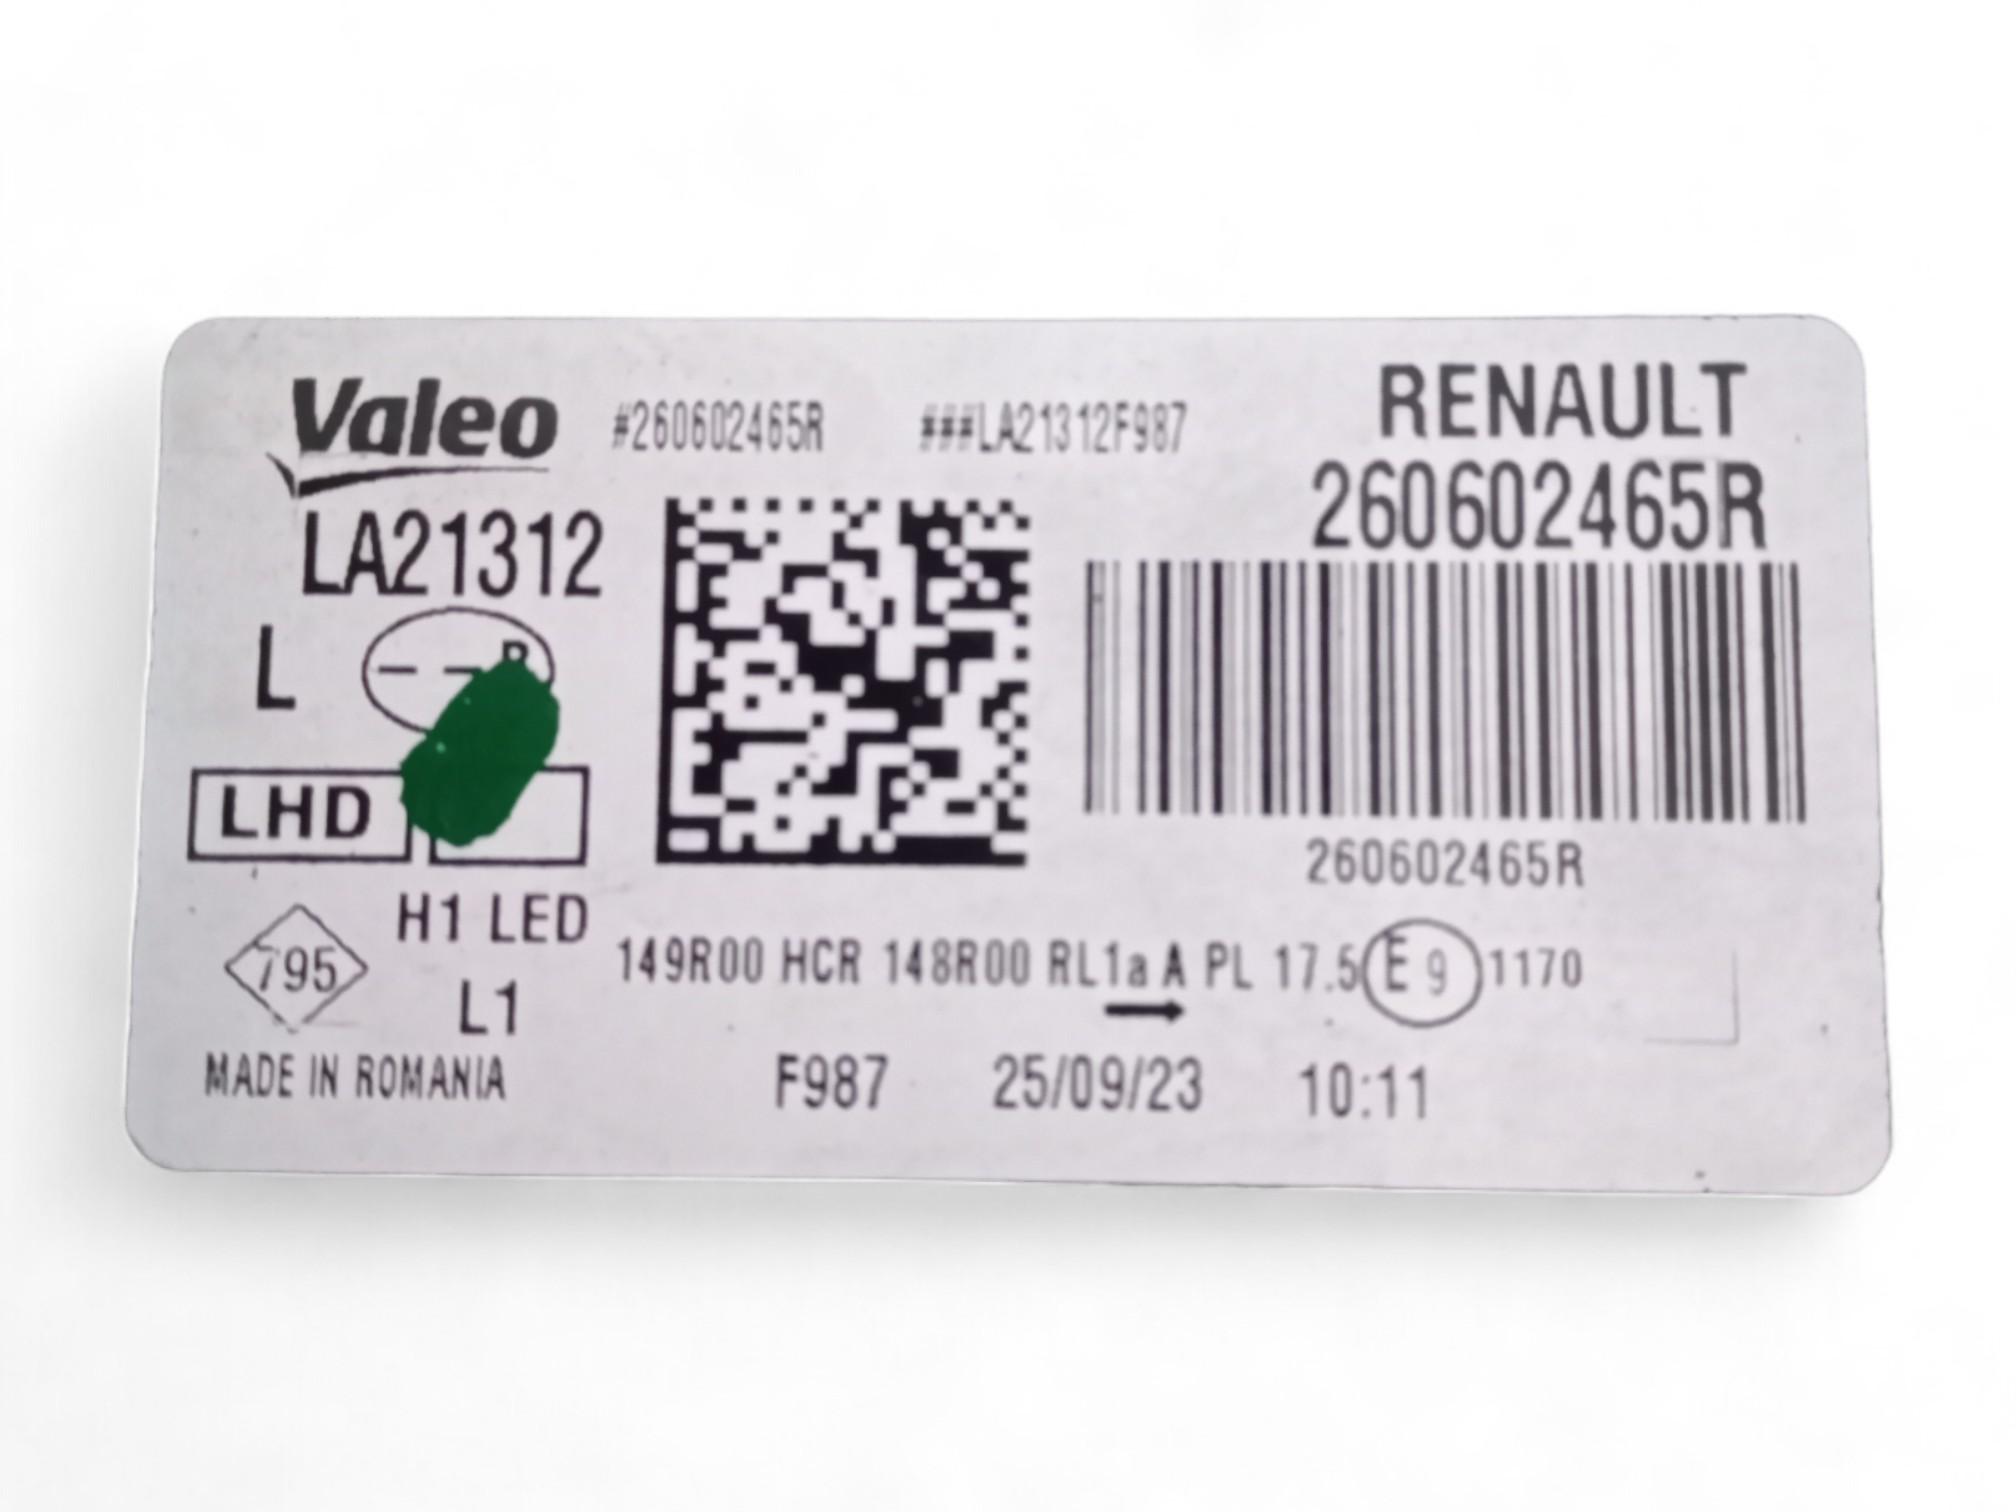 Valeo #260602465R ###LA21312F987 RENAULT
LA21312 260602465R
L
LHD
260602465R
H1 LED
795 149R00 HCR 148R00 RL1a A PL 17.5 E 9 1170
L1
MADE IN ROMANIA F987 25/09/23 10:11